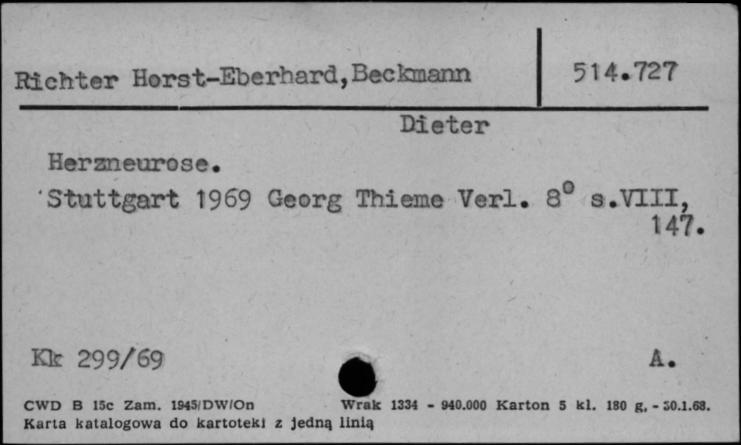 Richter Horst-Eberhard,Beckmann 514.727
Dieter
Herzneurose.
Stuttgart 1969 Georg Thieme Verl. 8° s.VIII,
147.
Kk 299/69 A.
CWD B 15c Zam. 1945/DW/On Wrak 1334 - 940.000 Karton 5 kl. 180 g. - 30.1.68.
Karta katalogowa do kartoteki z jedną linią